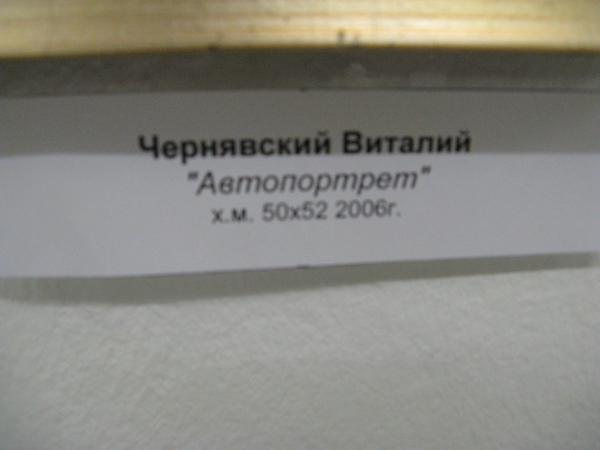 Чернявский Виталий
"Автопортрет"
х.м. 50х52 2006г.